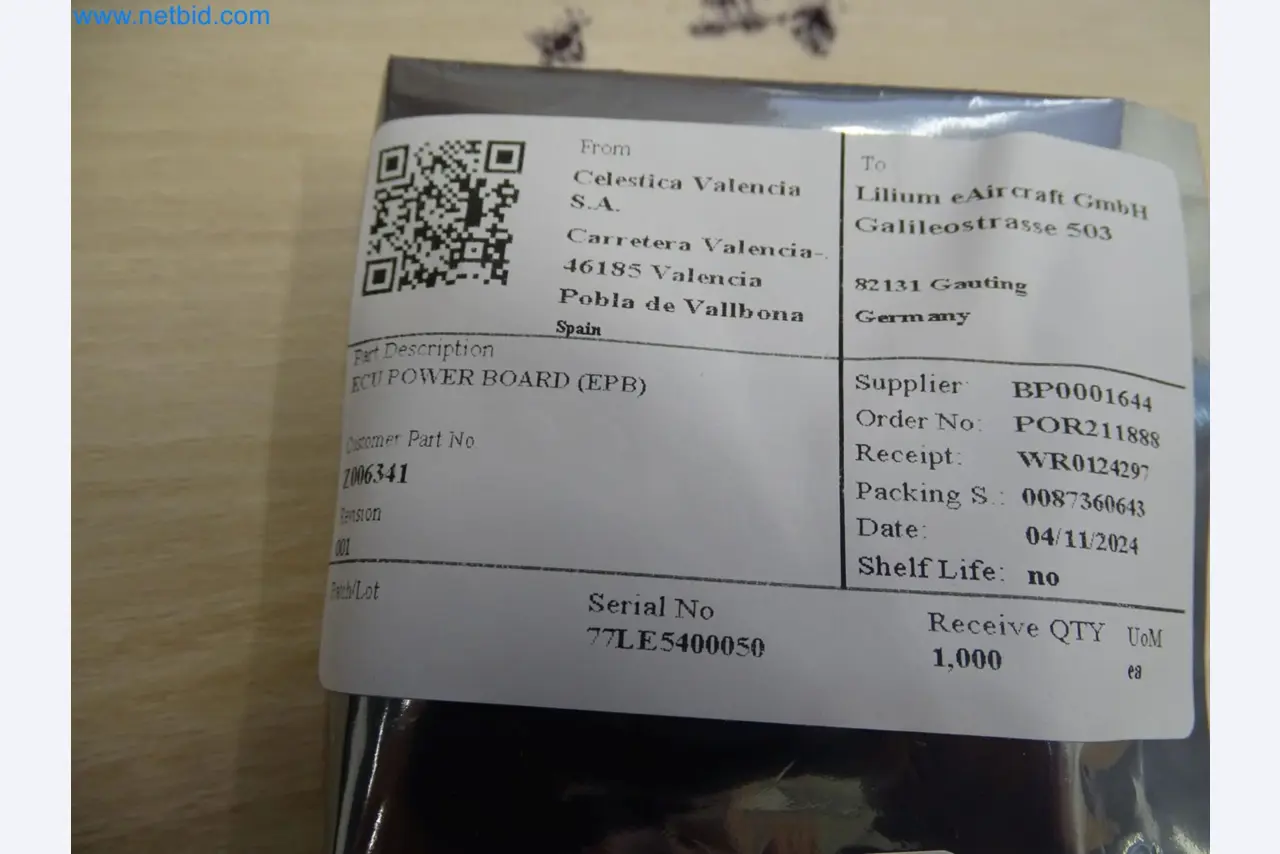 www.netbid.com
From
Celestica Valencia
S.A.
Carretera Valencia-.
46185 Valencia
Pobla de Vallbona
Spain
To
Lilium eAircraft GmbH
Galileostrasse 503
82131 Gauting
Germany
Part Description
ECU POWER BOARD (EPB)
Customer Part No
Z006341
Revision
001
Supplier BP0001644
Order No: POR211888
Receipt: WR0124297
Packing S.: 0087360643
Date: 04/11/2024
Shelf Life: no
Batch/Lot
Serial No
77LE5400050
Receive QTY UoM
1,000 ea